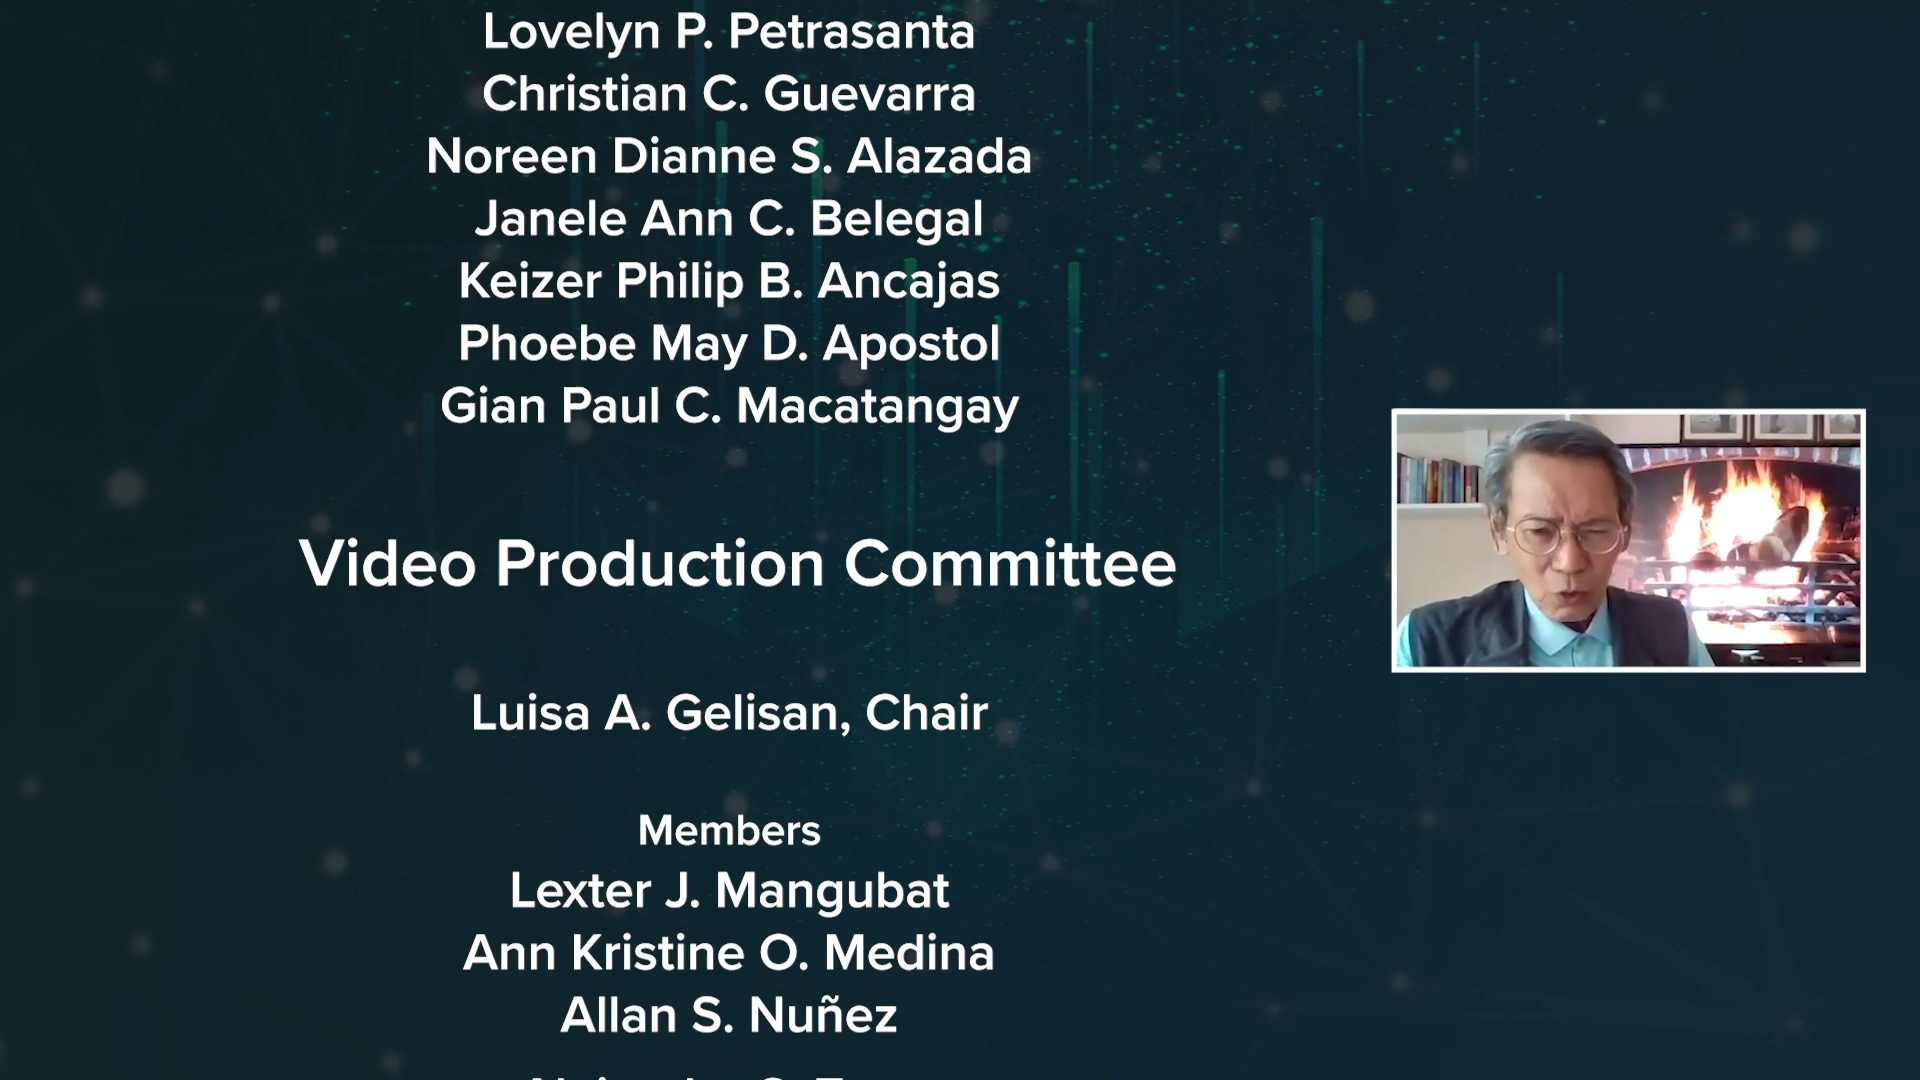 Lovelyn P. Petrasanta
Christian C. Guevarra
Noreen Dianne S. Alazada
Janele Ann C. Belegal
Keizer Philip B. Ancajas
Phoebe May D. Apostol
Gian Paul C. Macatangay
Video Production Committee
Luisa A. Gelisan, Chair
Members
Lexter J. Mangubat
Ann Kristine O. Medina
Allan S. Nuñez